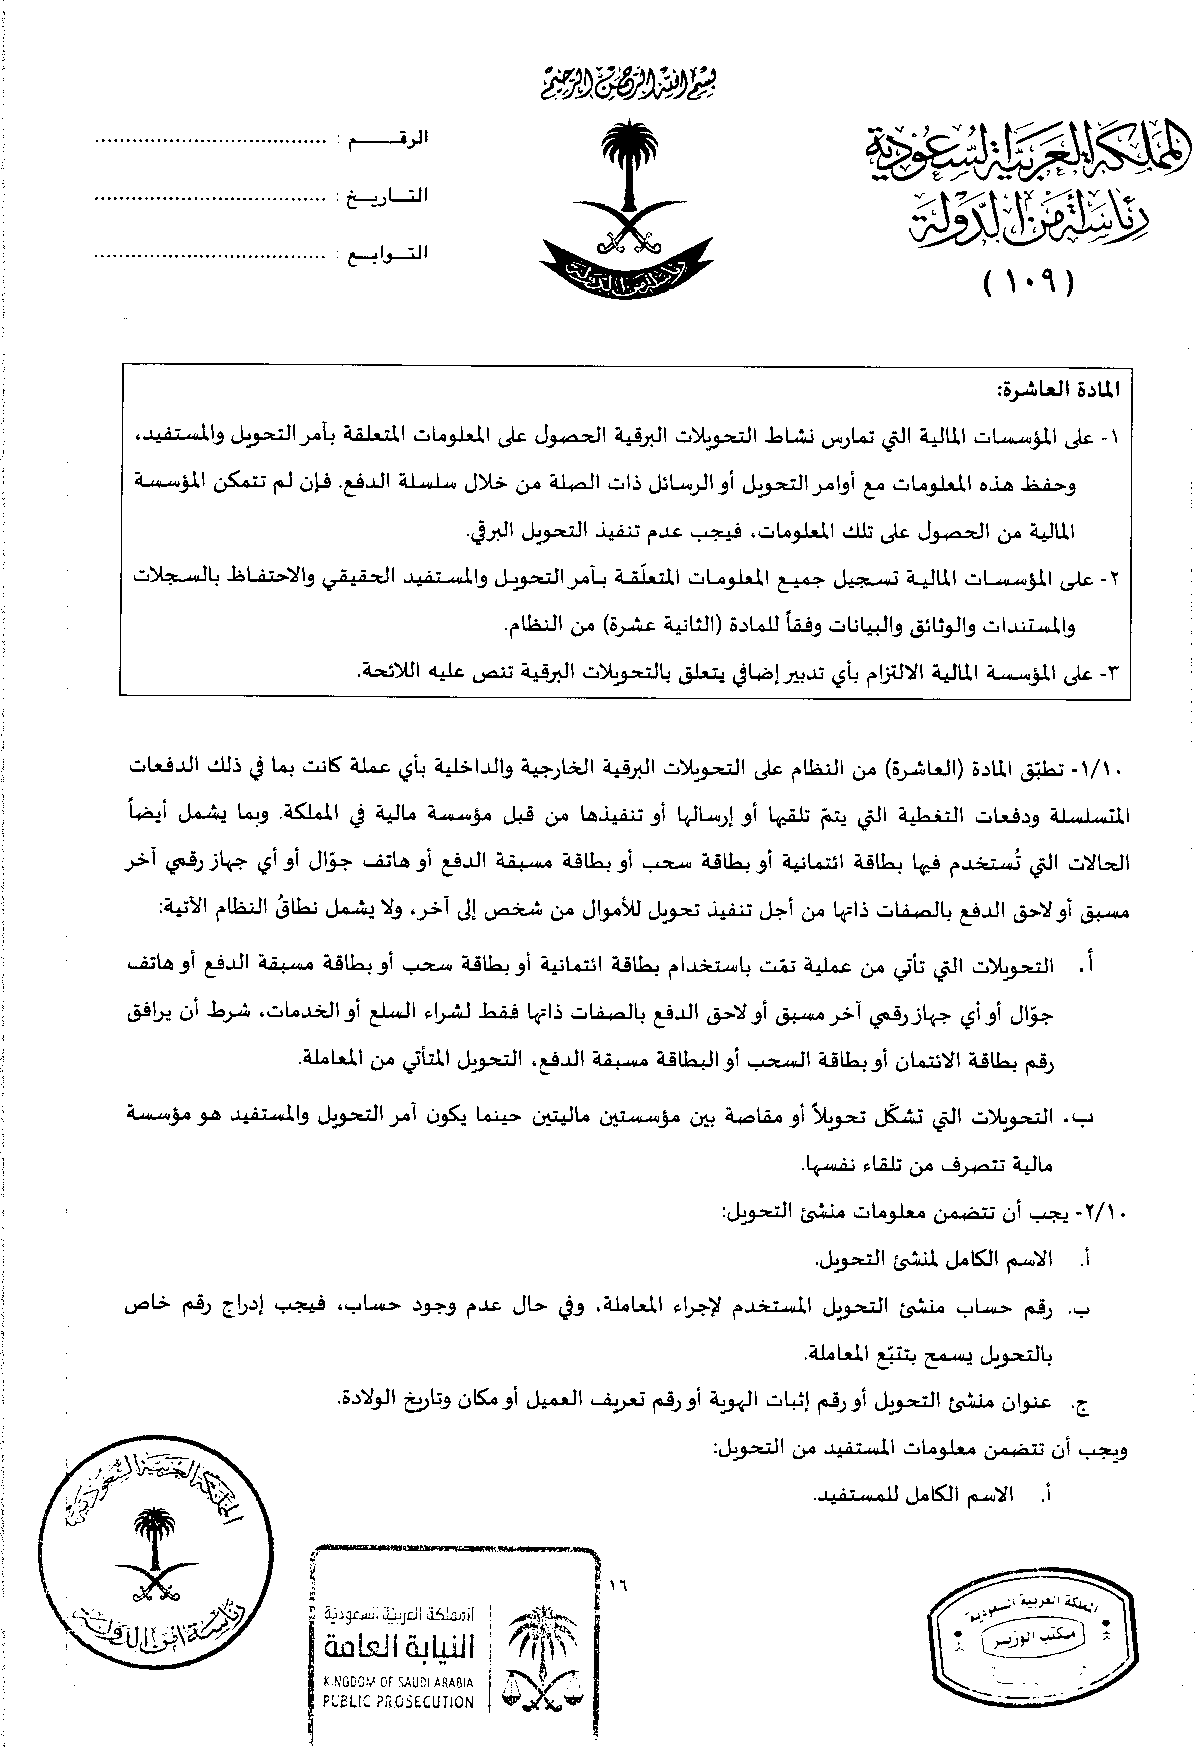 بسم الله الرحمن الرحيم
المملكة العربية السعودية
رئاسة أمن الدولة
(١٠٩)
الرقـــــم : ....................................
التــاريــخ : ....................................
التــوابــع : ....................................
رئاسة أمن الدولة
المادة العاشرة:
١- على المؤسسات المالية التي تمارس نشاط التحويلات البرقية الحصول على المعلومات المتعلقة بآمر التحويل والمستفيد،
وحفظ هذه المعلومات مع أوامر التحويل أو الرسائل ذات الصلة من خلال سلسلة الدفع. فإن لم تتمكن المؤسسة
المالية من الحصول على تلك المعلومات، فيجب عدم تنفيذ التحويل البرقي.
٢- على المؤسسات المالية تسجيل جميع المعلومات المتعلّقة بآمر التحويل والمستفيد الحقيقي والاحتفاظ بالسجلات
والمستندات والوثائق والبيانات وفقاً للمادة (الثانية عشرة) من النظام.
٣- على المؤسسة المالية الالتزام بأي تدبير إضافي يتعلق بالتحويلات البرقية تنص عليه اللائحة.
١/١٠- تطبّق المادة (العاشرة) من النظام على التحويلات البرقية الخارجية والداخلية بأي عملة كانت بما في ذلك الدفعات
المتسلسلة ودفعات التغطية التي يتمّ تلقيها أو إرسالها أو تنفيذها من قبل مؤسسة مالية في المملكة. وبما يشمل أيضاً
الحالات التي تُستخدم فيها بطاقة ائتمانية أو بطاقة سحب أو بطاقة مسبقة الدفع أو هاتف جوّال أو أي جهاز رقمي آخر
مسبق أو لاحق الدفع بالصفات ذاتها من أجل تنفيذ تحويل للأموال من شخص إلى آخر، ولا يشمل نطاقُ النظام الآتية:
أ. التحويلات التي تأتي من عملية تمّت باستخدام بطاقة ائتمانية أو بطاقة سحب أو بطاقة مسبقة الدفع أو هاتف
جوّال أو أي جهاز رقمي آخر مسبق أو لاحق الدفع بالصفات ذاتها فقط لشراء السلع أو الخدمات، شرط أن يرافق
رقم بطاقة الائتمان أو بطاقة السحب أو البطاقة مسبقة الدفع، التحويل المتأتي من المعاملة.
ب. التحويلات التي تشكّل تحويلاً أو مقاصة بين مؤسستين ماليتين حينما يكون آمر التحويل والمستفيد هو مؤسسة
مالية تتصرف من تلقاء نفسها.
٢/١٠- يجب أن تتضمن معلومات منشئ التحويل:
أ. الاسم الكامل لمنشئ التحويل.
ب. رقم حساب منشئ التحويل المستخدم لإجراء المعاملة، وفي حال عدم وجود حساب، فيجب إدراج رقم خاص
بالتحويل يسمح بتتبّع المعاملة.
ج. عنوان منشئ التحويل أو رقم إثبات الهوية أو رقم تعريف العميل أو مكان وتاريخ الولادة.
ويجب أن تتضمن معلومات المستفيد من التحويل:
أ. الاسم الكامل للمستفيد.
١٦
المملكة العربية السعودية
رئاسة أمن الدولة
المملكة العربية السعودية
النيابة العامة
KINGDOM OF SAUDI ARABIA
PUBLIC PROSECUTION
المملكة العربية السعودية
مكتب الوزير